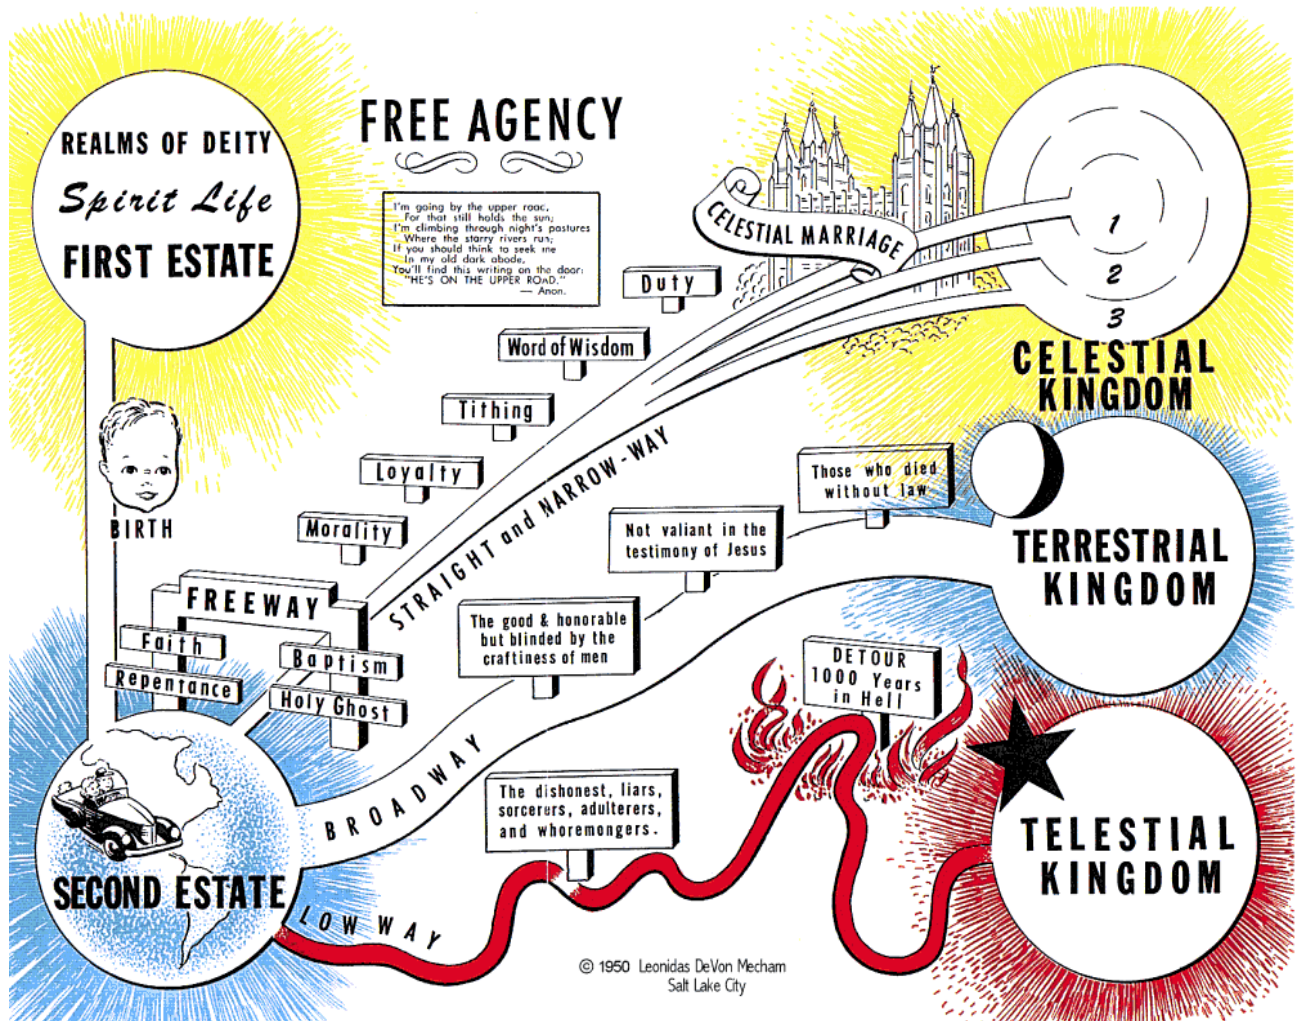 REALMS OF DEITY
Spirit Life
FIRST ESTATE
FREE AGENCY
I'm going by the upper road,
For that still holds the sun;
I'm climbing through night's pastures
Where the starry rivers run;
If you should think to seek me
In my old dark abode,
You'll find this writing on the door:
"HE'S ON THE UPPER ROAD."
— Anon.
CELESTIAL MARRIAGE
1
2
3
CELESTIAL
KINGDOM
Duty
Word of Wisdom
Tithing
Loyalty
Morality
BIRTH
FREEWAY
Faith
Repentance
Baptism
Holy Ghost
STRAIGHT and NARROW-WAY
Those who died
without law
Not valiant in the
testimony of Jesus
The good & honorable
but blinded by the
craftiness of men
TERRESTRIAL
KINGDOM
BROADWAY
DETOUR
1000 Years
in Hell
The dishonest, liars,
sorcerers, adulterers,
and whoremongers.
TELESTIAL
KINGDOM
SECOND ESTATE
LOW WAY
© 1950 Leonidas DeVon Mecham
Salt Lake City